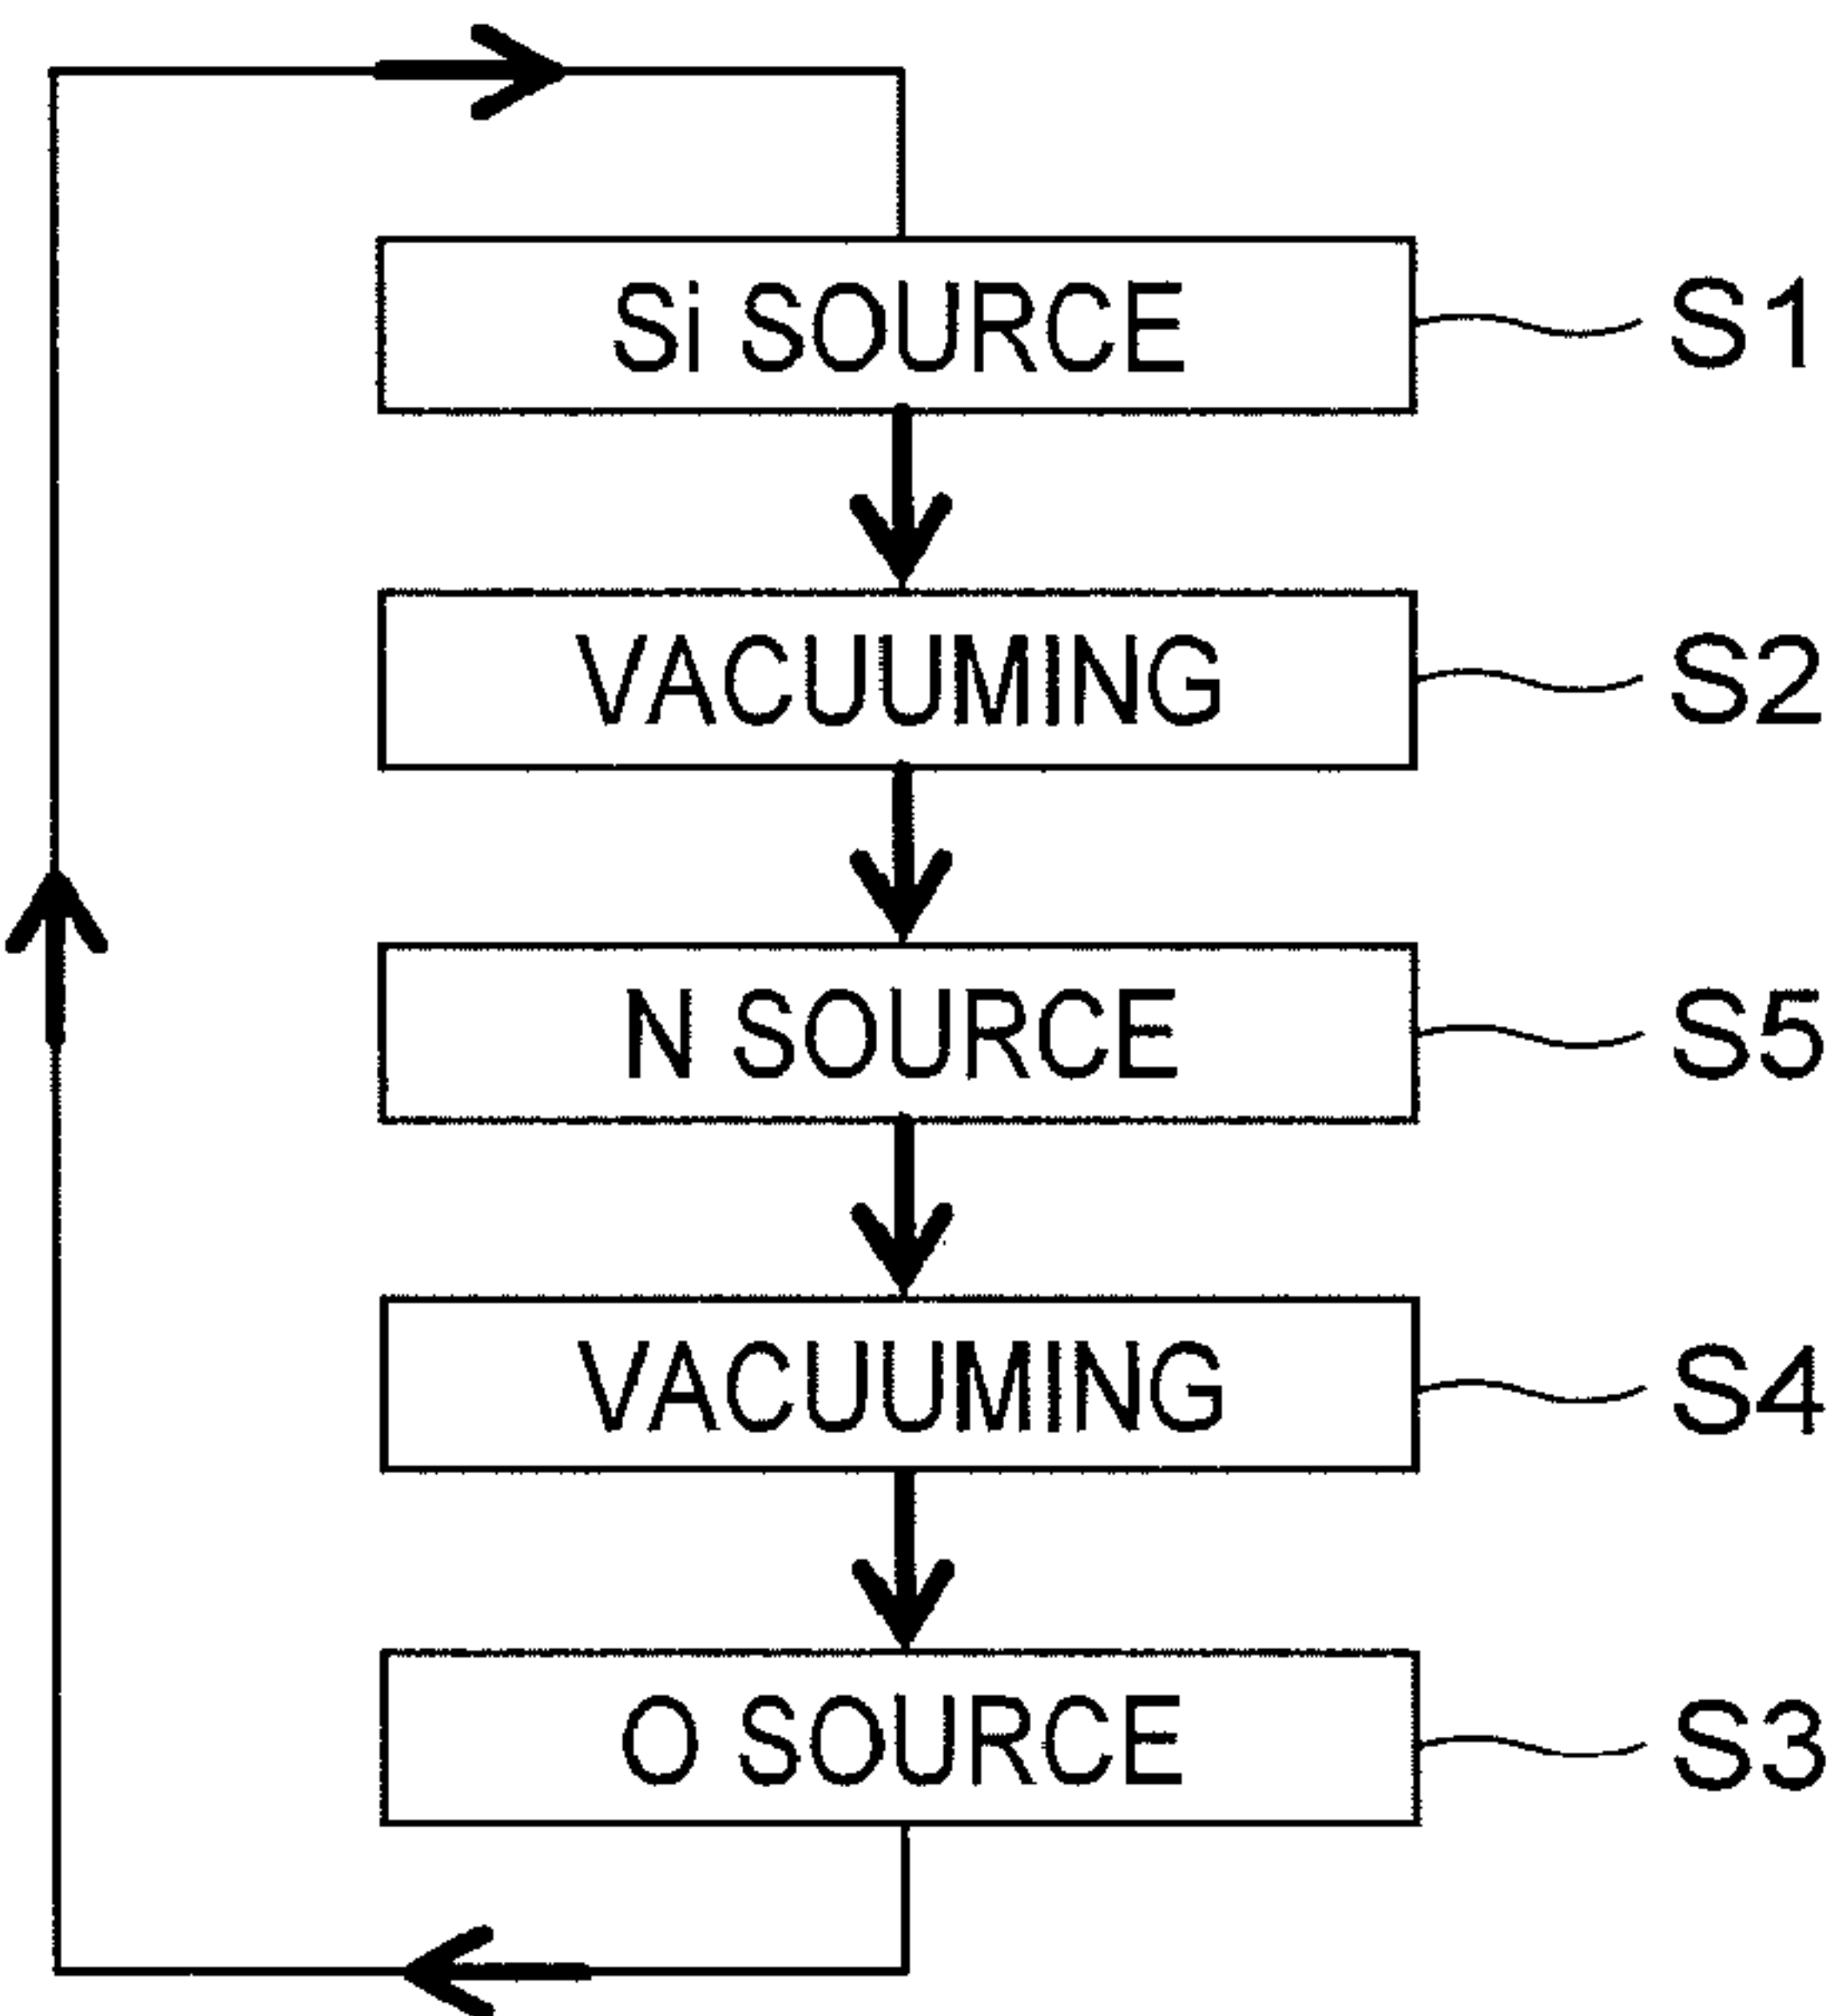 Si SOURCE S1
VACUUMING S2
N SOURCE S5
VACUUMING S4
O SOURCE S3